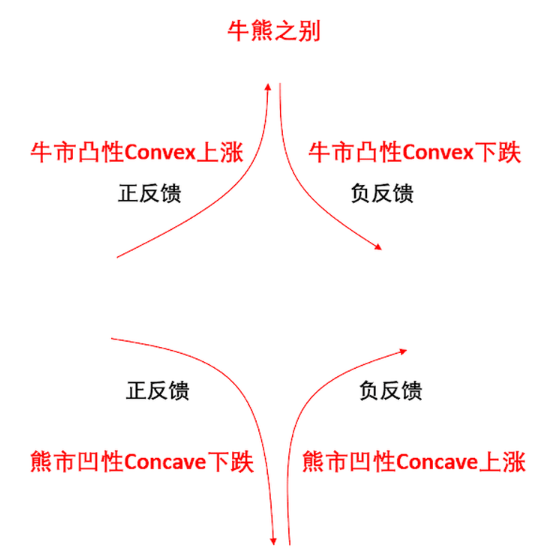 牛熊之别
牛市凸性Convex上涨
牛市凸性Convex下跌
正反馈
负反馈
正反馈
负反馈
熊市凹性Concave下跌
熊市凹性Concave上涨